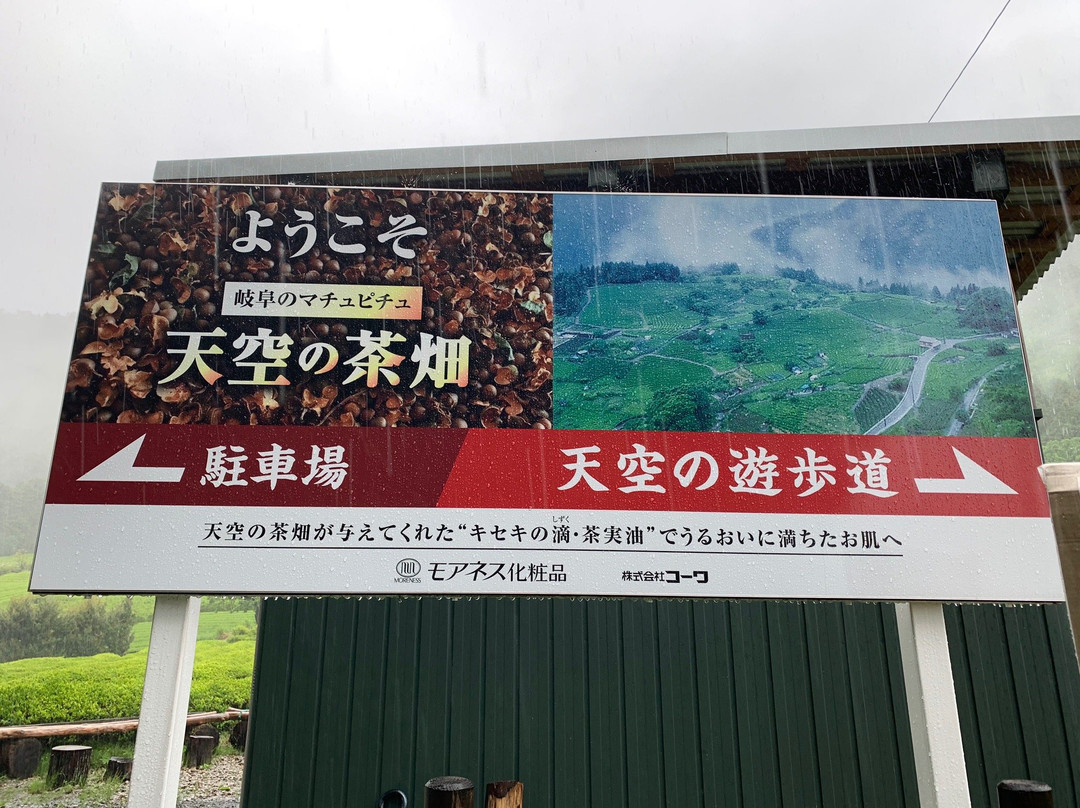 ようこそ
岐阜のマチュピチュ
天空の茶畑
駐車場
天空の遊歩道
しずく
天空の茶畑が与えてくれた“キセキの滴・茶実油”でうるおいに満ちたお肌へ
MORENESS モアネス化粧品 株式会社コーワ